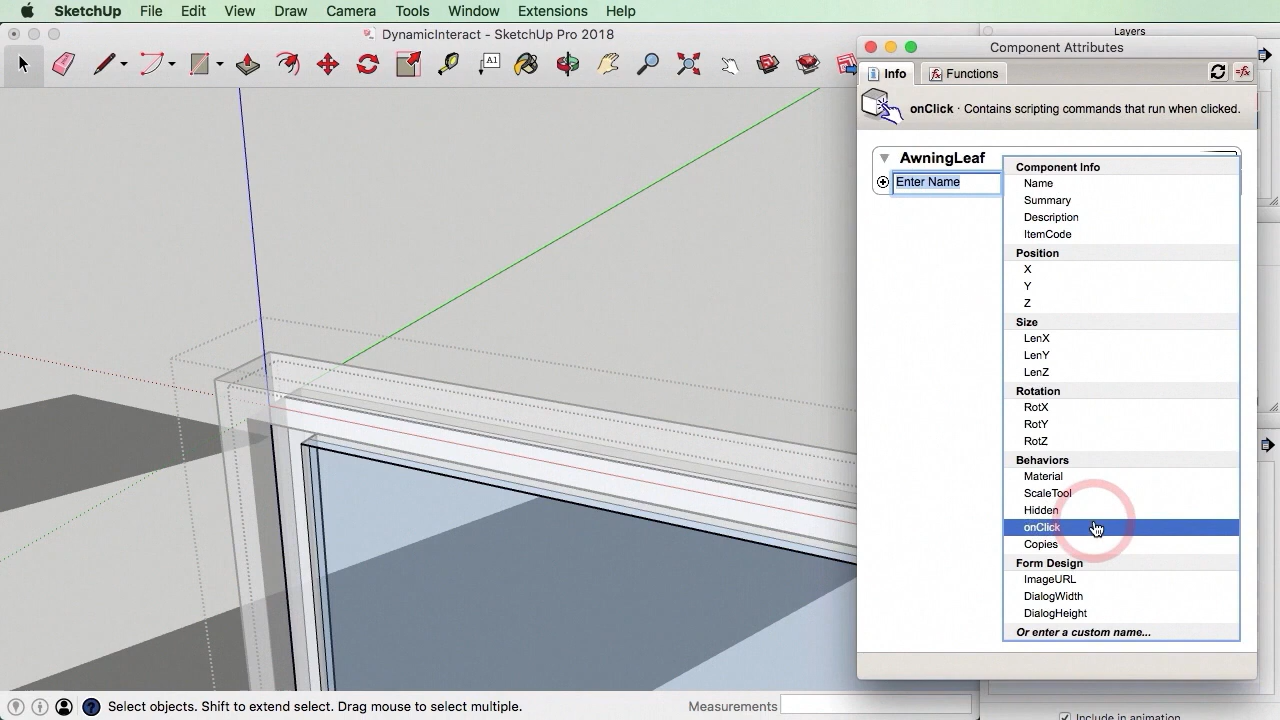 SketchUp File Edit View Draw Camera Tools Window Extensions Help
DynamicInteract - SketchUp Pro 2018
Layers
Component Attributes
A1
Info
Functions
onClick · Contains scripting commands that run when clicked.
AwningLeaf
Enter Name
Component Info
Name
Summary
Description
ItemCode
Position
X
Y
Z
Size
LenX
LenY
LenZ
Rotation
RotX
RotY
RotZ
Behaviors
Material
ScaleTool
Hidden
onClick
Copies
Form Design
ImageURL
DialogWidth
DialogHeight
Or enter a custom name...
Select objects. Shift to extend select. Drag mouse to select multiple.
Measurements
Include in animation